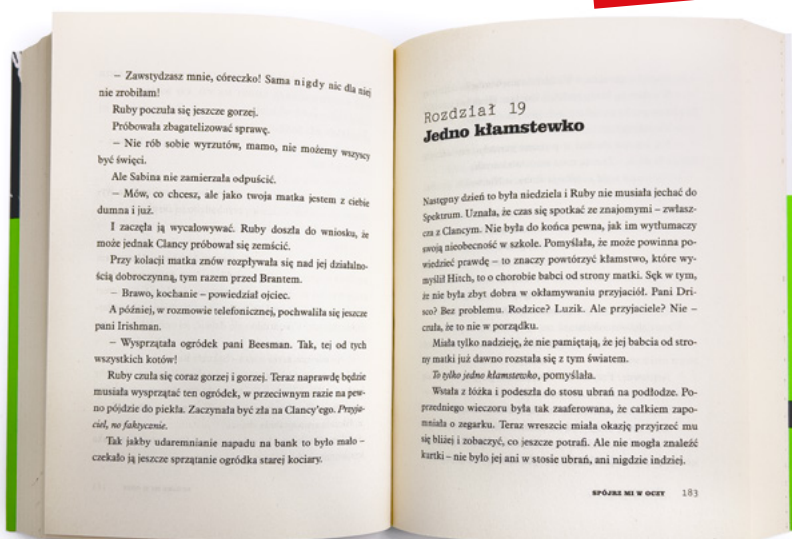 – Zawstydzasz mnie, córeczko! Sama nigdy nic dla niej
nie zrobiłam!
Ruby poczuła się jeszcze gorzej.
Próbowała zbagatelizować sprawę.
– Nie rób sobie wyrzutów, mamo, nie możemy wszyscy
być święci.
Ale Sabina nie zamierzała odpuścić.
– Mów, co chcesz, ale jako twoja matka jestem z ciebie
dumna i już.
I zaczęła ją wycałowywać. Ruby doszła do wniosku, że
może jednak Clancy próbował się zemścić.
Przy kolacji matka znów rozpływała się nad jej działalno-
ścią dobroczynną, tym razem przed Brantem.
– Brawo, kochanie – powiedział ojciec.
A później, w rozmowie telefonicznej, pochwaliła się jeszcze
pani Irishman.
– Wysprzątała ogródek pani Beesman. Tak, tej od tych
wszystkich kotów!
Ruby czuła się coraz gorzej i gorzej. Teraz naprawdę będzie
musiała wysprzątać ten ogródek, w przeciwnym razie na pew-
no pójdzie do piekła. Zaczynała być zła na Clancy'ego. Przyja-
ciel, no faktycznie.
Tak jakby udaremnianie napadu na bank to było mało –
czekało ją jeszcze sprzątanie ogródka starej kociary.
Rozdział 19
Jedno kłamstewko
Następny dzień to była niedziela i Ruby nie musiała jechać do
Spektrum. Uznała, że czas się spotkać ze znajomymi – zwłasz-
cza z Clancym. Nie była do końca pewna, jak im wytłumaczy
swoją nieobecność w szkole. Pomyślała, że może powinna po-
wiedzieć prawdę – to znaczy powtórzyć kłamstwo, które wy-
myślił Hitch, to o chorobie babci od strony matki. Sęk w tym,
że nie była zbyt dobra w okłamywaniu przyjaciół. Pani Dri-
sco? Bez problemu. Rodzice? Luzik. Ale przyjaciele? Nie –
czuła, że to nie w porządku.
Miała tylko nadzieję, że nie pamiętają, że jej babcia od stro-
ny matki już dawno rozstała się z tym światem.
To tylko jedno kłamstewko, pomyślała.
Wstała z łóżka i podeszła do stosu ubrań na podłodze. Po-
przedniego wieczoru była tak zaaferowana, że całkiem zapo-
mniała o zegarku. Teraz wreszcie miała okazję przyjrzeć mu
się bliżej i zobaczyć, co jeszcze potrafi. Ale nie mogła znaleźć
kartki – nie było jej ani w stosie ubrań, ani nigdzie indziej.
SPÓJRZ MI W OCZY 183